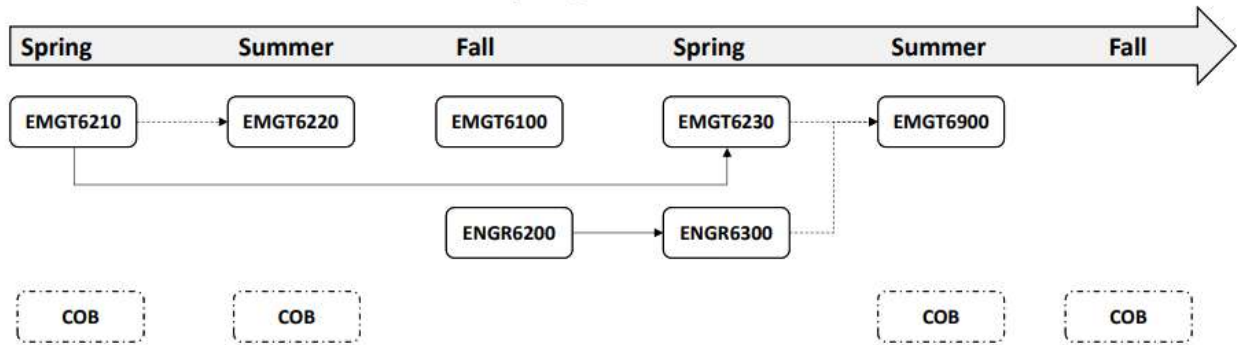 Spring Summer Fall Spring Summer Fall
EMGT6210 EMGT6220 EMGT6100 EMGT6230 EMGT6900
ENGR6200 ENGR6300
COB COB COB COB